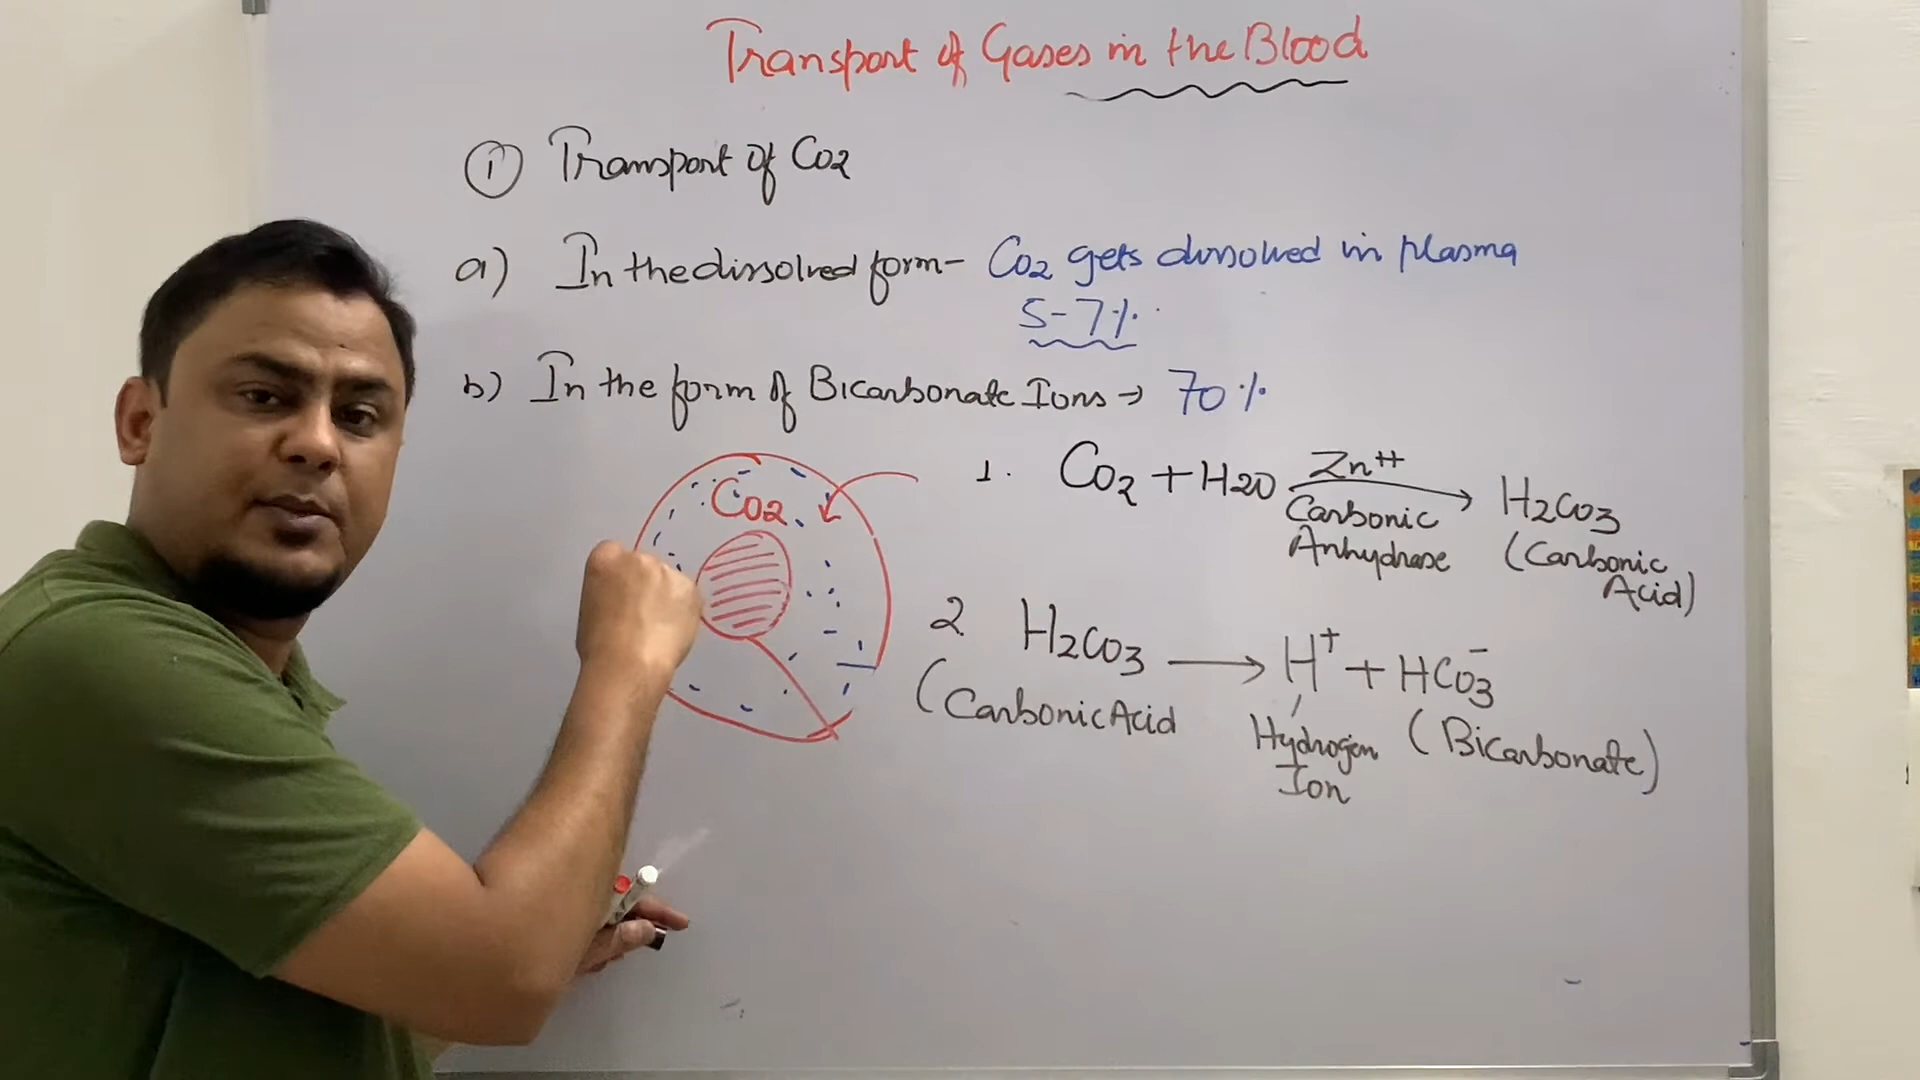 Transport of Gases in the Blood
① Transport of Co2
a) In the dissolved form - Co2 gets dissolved in plasma
5-7%
b) In the form of Bicarbonate Ions → 70%
Co2
1. Co2 + H2O Zn++ → H2Co3
Carbonic Anhydrase
(Carbonic Acid)
2 H2Co3 → H+ + HCo3-
(Carbonic Acid
Hydrogen Ion
(Bicarbonate)